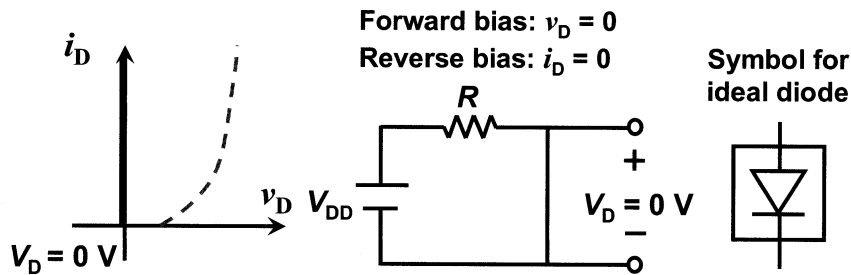 Forward bias: vD = 0
Reverse bias: iD = 0
Symbol for
ideal diode
iD
vD
VD = 0 V
R
VDD
+
VD = 0 V
−